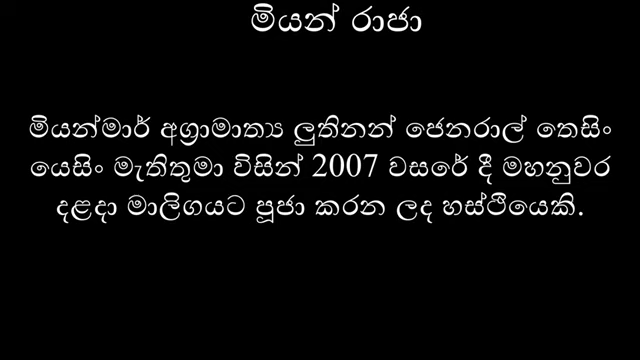 මියන් රාජා
මියන්මාර් අග්‍රාමාත්‍ය ලුතිනන් ජෙනරාල් තෙසිං
යෙසිං මැතිතුමා විසින් 2007 වසරේ දී මහනුවර
දළදා මාලිගයට පූජා කරන ලද හස්ථියෙකි.